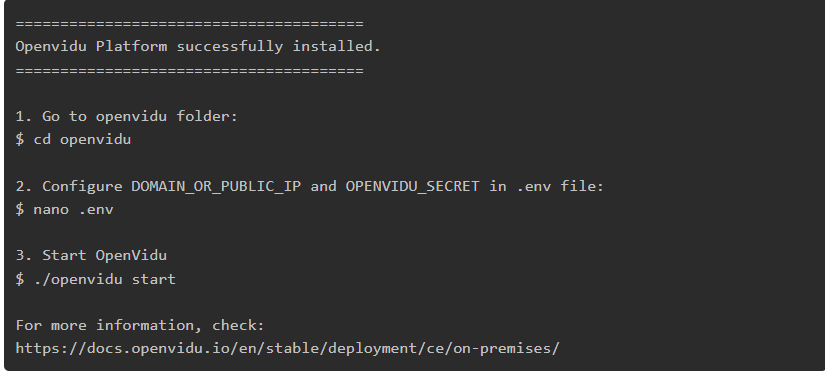 =======================================
Openvidu Platform successfully installed.
=======================================
1. Go to openvidu folder:
$ cd openvidu
2. Configure DOMAIN_OR_PUBLIC_IP and OPENVIDU_SECRET in .env file:
$ nano .env
3. Start OpenVidu
$ ./openvidu start
For more information, check:
https://docs.openvidu.io/en/stable/deployment/ce/on-premises/